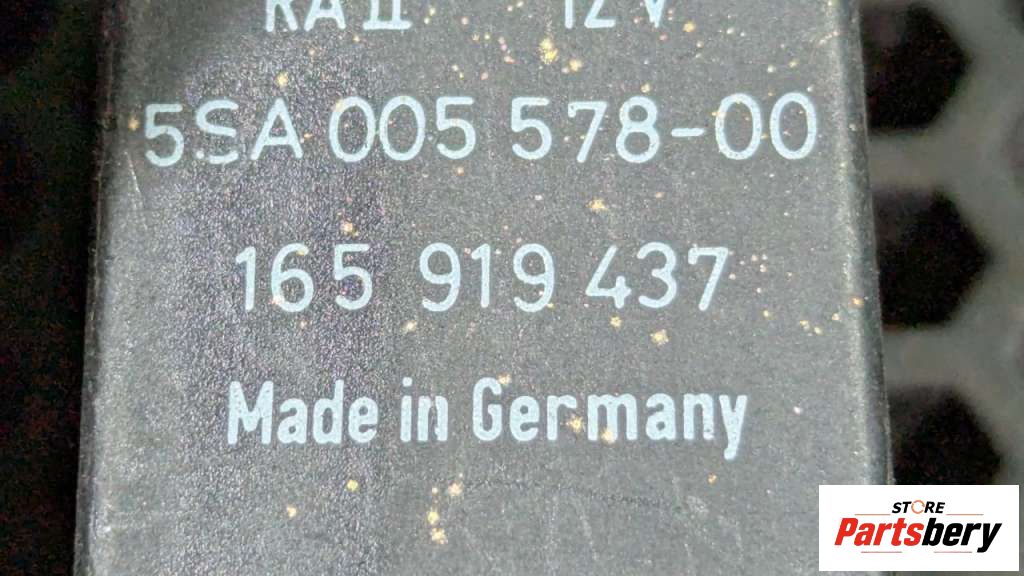 RA II 12 V
5SA 005 578-00
165 919 437
Made in Germany
STORE
Partsbery